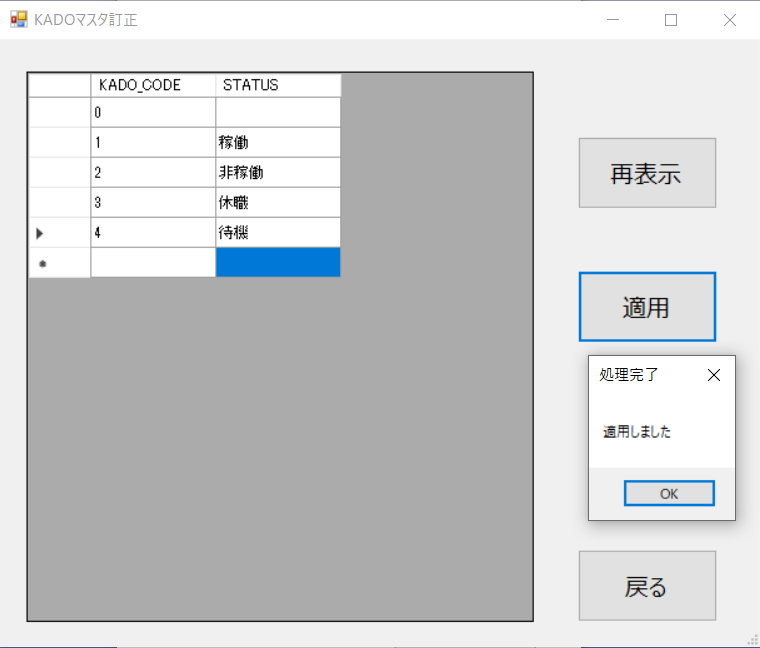 KADOマスタ訂正
KADO_CODE STATUS
0
1 稼働
2 非稼働
3 休職
4 待機
再表示
適用
処理完了
適用しました
OK
戻る